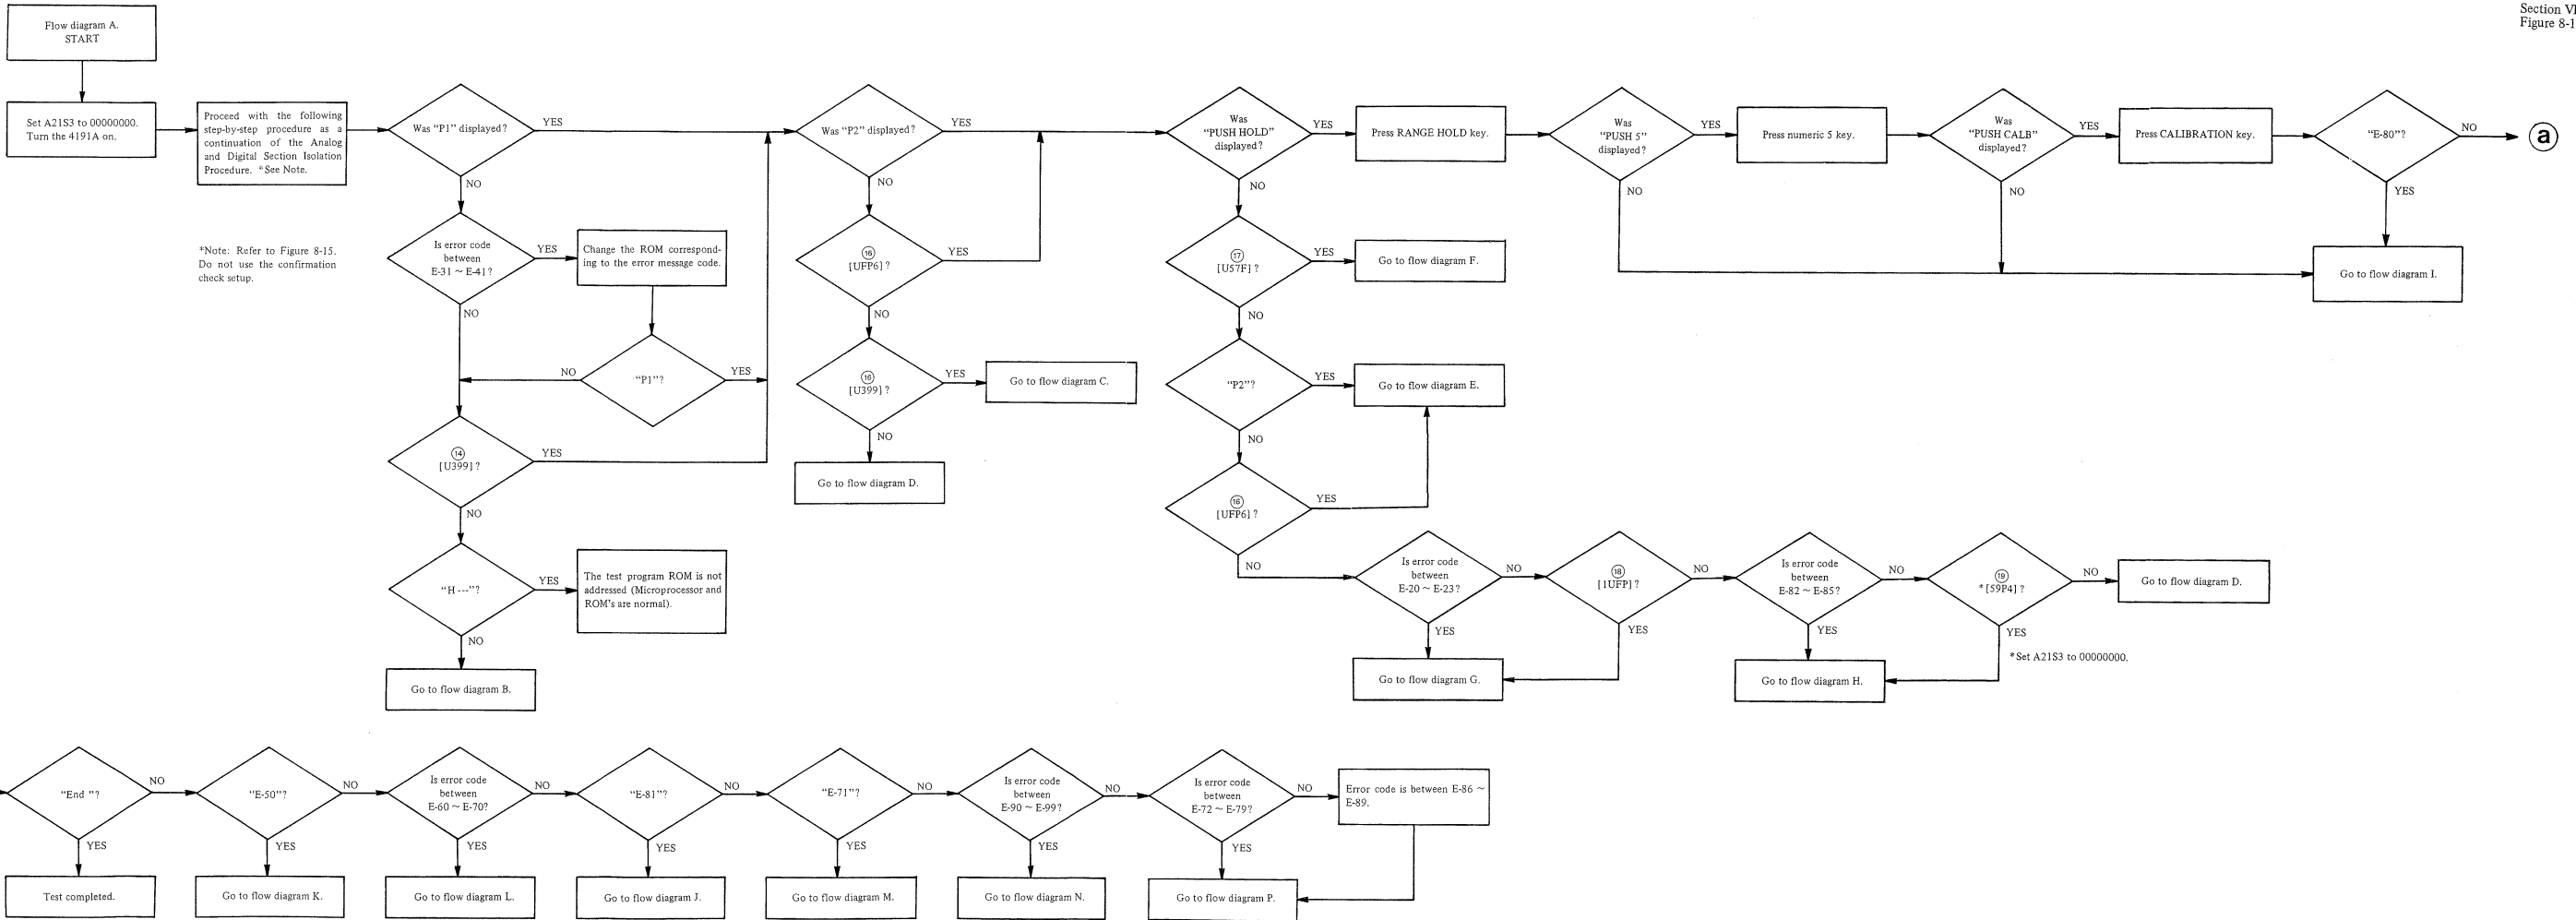 Section VI
Figure 8-1
Flow diagram A.
START
Set A21S3 to 00000000.
Turn the 4191A on.
Proceed with the following
step-by-step procedure as a
continuation of the Analog
and Digital Section Isolation
Procedure. *See Note.
*Note: Refer to Figure 8-15.
Do not use the confirmation
check setup.
Was “P1” displayed?
YES
NO
Is error code
between
E-31 ~ E-41?
YES
NO
Change the ROM correspond-
ing to the error message code.
“P1”?
NO
YES
14
[U399] ?
YES
NO
“H ---”?
YES
NO
The test program ROM is not
addressed (Microprocessor and
ROM's are normal).
Go to flow diagram B.
Was “P2” displayed?
YES
NO
16
[UFP6] ?
YES
NO
16
[U399] ?
YES
NO
Go to flow diagram C.
Go to flow diagram D.
Was
“PUSH HOLD”
displayed?
YES
NO
17
[U57F] ?
YES
NO
Go to flow diagram F.
“P2”?
YES
NO
Go to flow diagram E.
16
[UFP6] ?
YES
NO
Is error code
between
E-20 ~ E-23?
NO
YES
18
[1UFP] ?
NO
YES
Go to flow diagram G.
Is error code
between
E-82 ~ E-85?
NO
YES
19
*[59P4] ?
NO
YES
*Set A21S3 to 00000000.
Go to flow diagram H.
Go to flow diagram D.
Press RANGE HOLD key.
Was
“PUSH 5”
displayed?
YES
NO
Press numeric 5 key.
Was
“PUSH CALB”
displayed?
YES
NO
Press CALIBRATION key.
“E-80”?
NO
YES
a
Go to flow diagram I.
“End ”?
NO
YES
Test completed.
“E-50”?
NO
YES
Go to flow diagram K.
Is error code
between
E-60 ~ E-70?
NO
YES
Go to flow diagram L.
“E-81”?
NO
YES
Go to flow diagram J.
“E-71”?
NO
YES
Go to flow diagram M.
Is error code
between
E-90 ~ E-99?
NO
YES
Go to flow diagram N.
Is error code
between
E-72 ~ E-79?
NO
YES
Go to flow diagram P.
Error code is between E-86 ~
E-89.